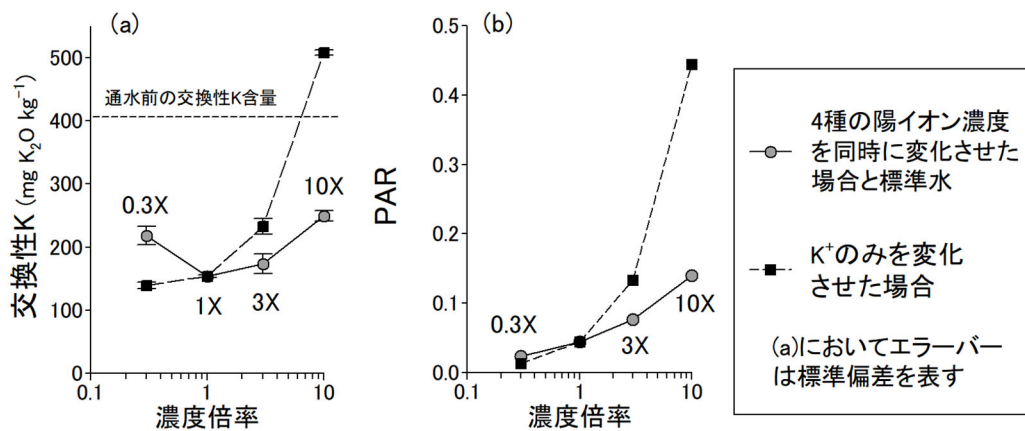 (a)
交換性K (mg K₂O kg⁻¹)
500
400
300
200
100
0
通水前の交換性K含量
0.3X
1X
3X
10X
0.1
1
10
濃度倍率
(b)
PAR
0.5
0.4
0.3
0.2
0.1
0.0
0.3X
3X
10X
0.1
1
10
濃度倍率
4種の陽イオン濃度
を同時に変化させた
場合と標準水
K⁺のみを変化
させた場合
(a)においてエラーバー
は標準偏差を表す